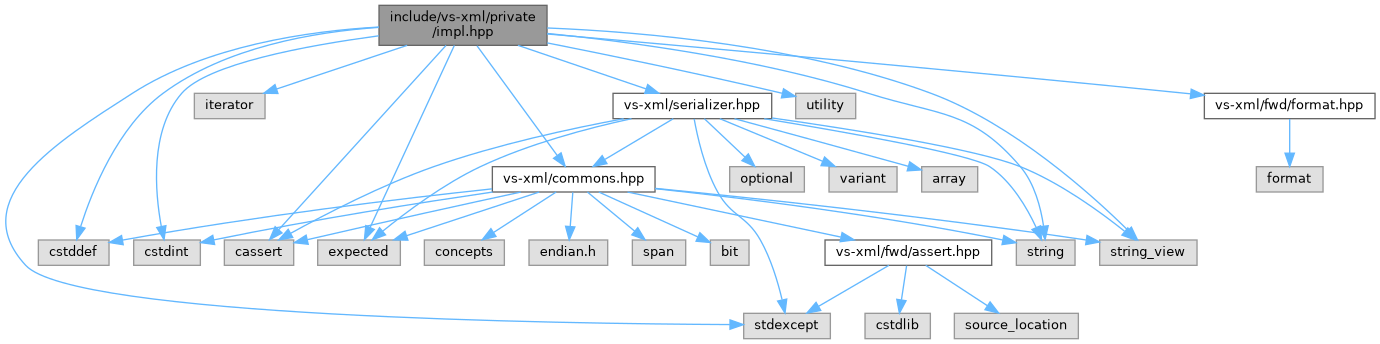 include/vs-xml/private
/impl.hpp
iterator
vs-xml/serializer.hpp
utility
vs-xml/fwd/format.hpp
vs-xml/commons.hpp
optional
variant
array
format
cstddef
cstdint
cassert
expected
concepts
endian.h
span
bit
vs-xml/fwd/assert.hpp
string
string_view
stdexcept
cstdlib
source_location